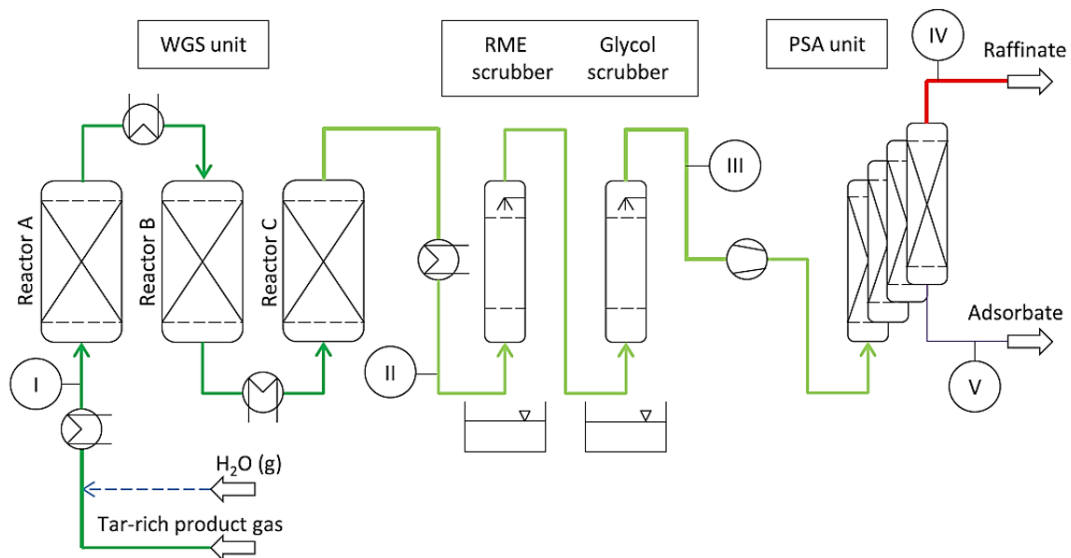 WGS unit
RME
scrubber
Glycol
scrubber
PSA unit
IV
Raffinate
III
Reactor A
Reactor B
Reactor C
I
II
Adsorbate
V
H₂O (g)
Tar-rich product gas